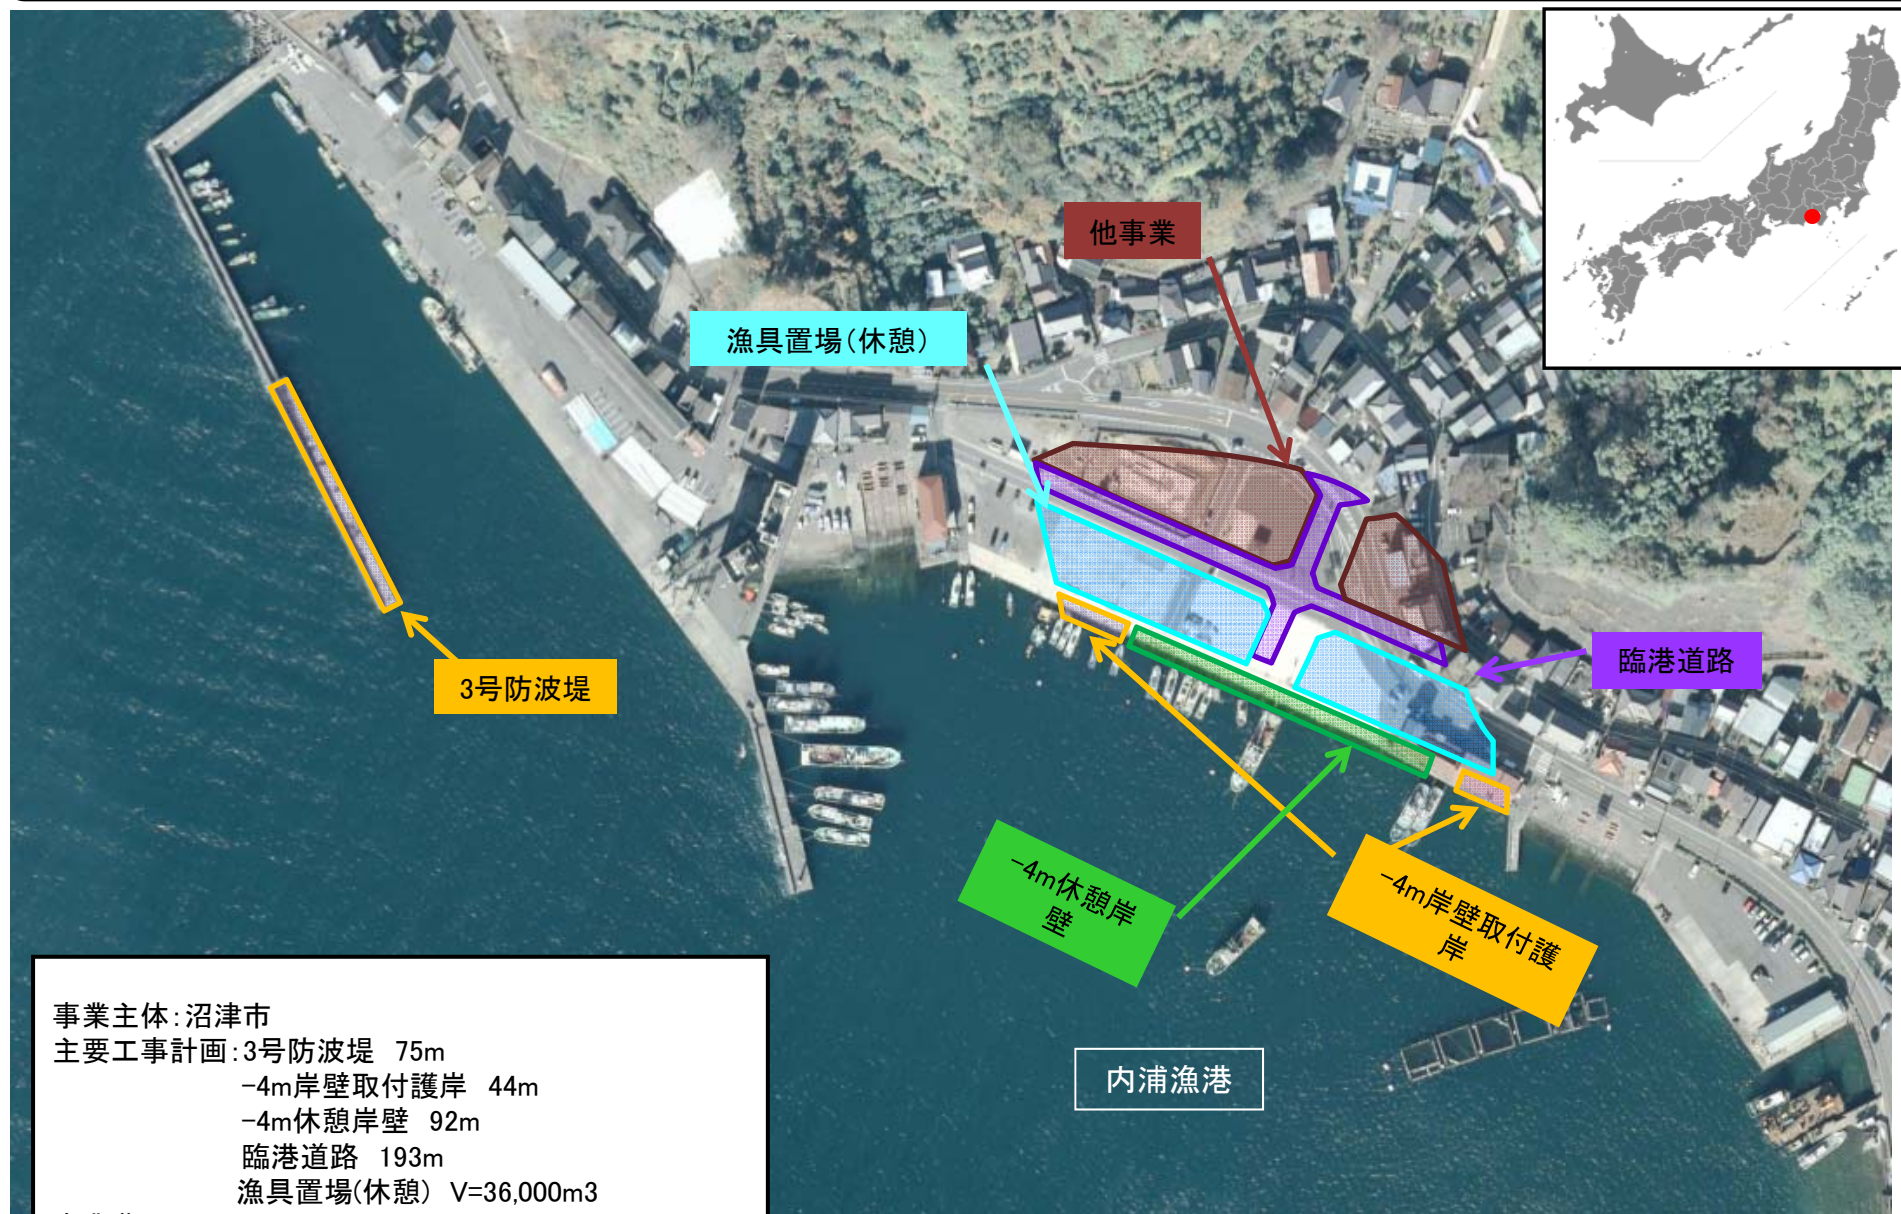 他事業
漁具置場(休憩)
3号防波堤
臨港道路
-4m休憩岸
壁
-4m岸壁取付護
岸
内浦漁港
事業主体:沼津市
主要工事計画:3号防波堤 75m
-4m岸壁取付護岸 44m
-4m休憩岸壁 92m
臨港道路 193m
漁具置場(休憩) V=36,000m3